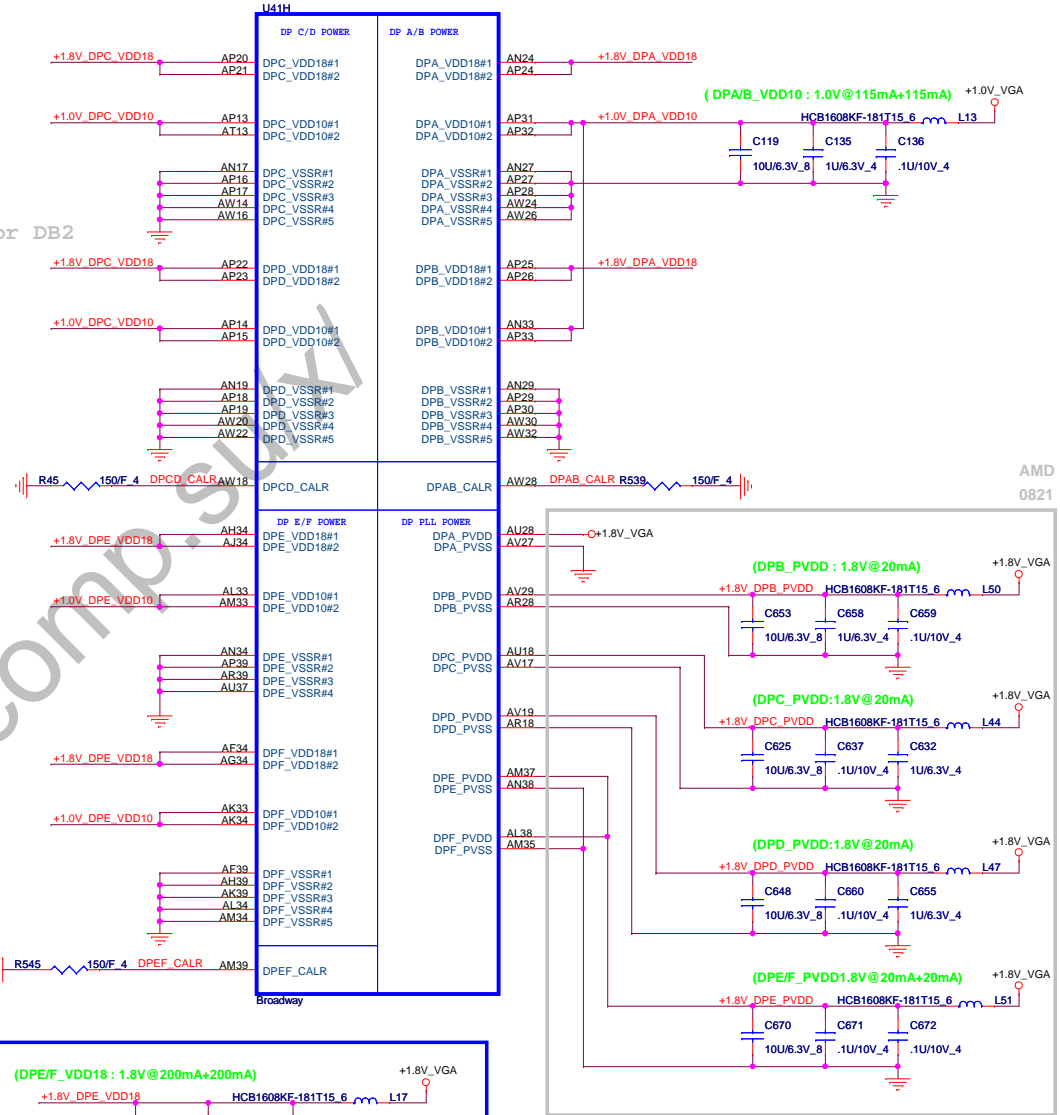 U41H
DP C/D POWER DP A/B POWER
+1.8V_DPC_VDD18 AP20 DPC_VDD18#1 DPA_VDD18#1 AN24 +1.8V_DPA_VDD18
AP21 DPC_VDD18#2 DPA_VDD18#2 AP24
( DPA/B_VDD10 : 1.0V@115mA+115mA) +1.0V_VGA
+1.0V_DPC_VDD10 AP13 DPC_VDD10#1 DPA_VDD10#1 AP31 +1.0V_DPA_VDD10 HCB1608KF-181T15_6 L13
AT13 DPC_VDD10#2 DPA_VDD10#2 AP32
C119 C135 C136
10U/6.3V_8 1U/6.3V_4 .1U/10V_4
AN17 DPC_VSSR#1 DPA_VSSR#1 AN27
AP16 DPC_VSSR#2 DPA_VSSR#2 AP27
AP17 DPC_VSSR#3 DPA_VSSR#3 AP28
AW14 DPC_VSSR#4 DPA_VSSR#4 AW24
AW16 DPC_VSSR#5 DPA_VSSR#5 AW26
or DB2
+1.8V_DPC_VDD18 AP22 DPD_VDD18#1 DPB_VDD18#1 AP25 +1.8V_DPA_VDD18
AP23 DPD_VDD18#2 DPB_VDD18#2 AP26
+1.0V_DPC_VDD10 AP14 DPD_VDD10#1 DPB_VDD10#1 AN33
AP15 DPD_VDD10#2 DPB_VDD10#2 AP33
AN19 DPD_VSSR#1 DPB_VSSR#1 AN29
AP18 DPD_VSSR#2 DPB_VSSR#2 AP29
AP19 DPD_VSSR#3 DPB_VSSR#3 AP30
AW20 DPD_VSSR#4 DPB_VSSR#4 AW30
AW22 DPD_VSSR#5 DPB_VSSR#5 AW32
R45 150/F_4 DPCD_CALR AW18 DPCD_CALR DPAB_CALR AW28 DPAB_CALR R539 150/F_4
AMD
0821
DP E/F POWER DP PLL POWER
+1.8V_DPE_VDD18 AH34 DPE_VDD18#1 DPA_PVDD AU28 +1.8V_VGA
AJ34 DPE_VDD18#2 DPA_PVSS AV27
(DPB_PVDD : 1.8V@20mA) +1.8V_VGA
+1.0V_DPE_VDD10 AL33 DPE_VDD10#1 DPB_PVDD AV29 +1.8V_DPB_PVDD HCB1608KF-181T15_6 L50
AM33 DPE_VDD10#2 DPB_PVSS AR28
C653 C658 C659
10U/6.3V_8 1U/6.3V_4 .1U/10V_4
AN34 DPE_VSSR#1 DPC_PVDD AU18
AP39 DPE_VSSR#2 DPC_PVSS AV17
AR39 DPE_VSSR#3
AU37 DPE_VSSR#4
(DPC_PVDD:1.8V@20mA) +1.8V_VGA
+1.8V_DPC_PVDD HCB1608KF-181T15_6 L44
C625 C637 C632
10U/6.3V_8 .1U/10V_4 1U/6.3V_4
DPD_PVDD AV19
DPD_PVSS AR18
+1.8V_DPE_VDD18 AF34 DPF_VDD18#1
AG34 DPF_VDD18#2
DPE_PVDD AM37
DPE_PVSS AN38
+1.0V_DPE_VDD10 AK33 DPF_VDD10#1
AK34 DPF_VDD10#2
DPF_PVDD AL38
DPF_PVSS AM35
(DPD_PVDD:1.8V@20mA) +1.8V_VGA
+1.8V_DPD_PVDD HCB1608KF-181T15_6 L47
C648 C660 C655
10U/6.3V_8 .1U/10V_4 1U/6.3V_4
AF39 DPF_VSSR#1
AH39 DPF_VSSR#2
AK39 DPF_VSSR#3
AL34 DPF_VSSR#4
AM34 DPF_VSSR#5
R545 150/F_4 DPEF_CALR AM39 DPEF_CALR
Broadway
(DPE/F_PVDD1.8V@20mA+20mA) +1.8V_VGA
+1.8V_DPE_PVDD HCB1608KF-181T15_6 L51
C670 C671 C672
10U/6.3V_8 .1U/10V_4 .1U/10V_4
(DPE/F_VDD18 : 1.8V@200mA+200mA) +1.8V_VGA
+1.8V_DPE_VDD18 HCB1608KF-181T15_6 L17
comp.su/x/